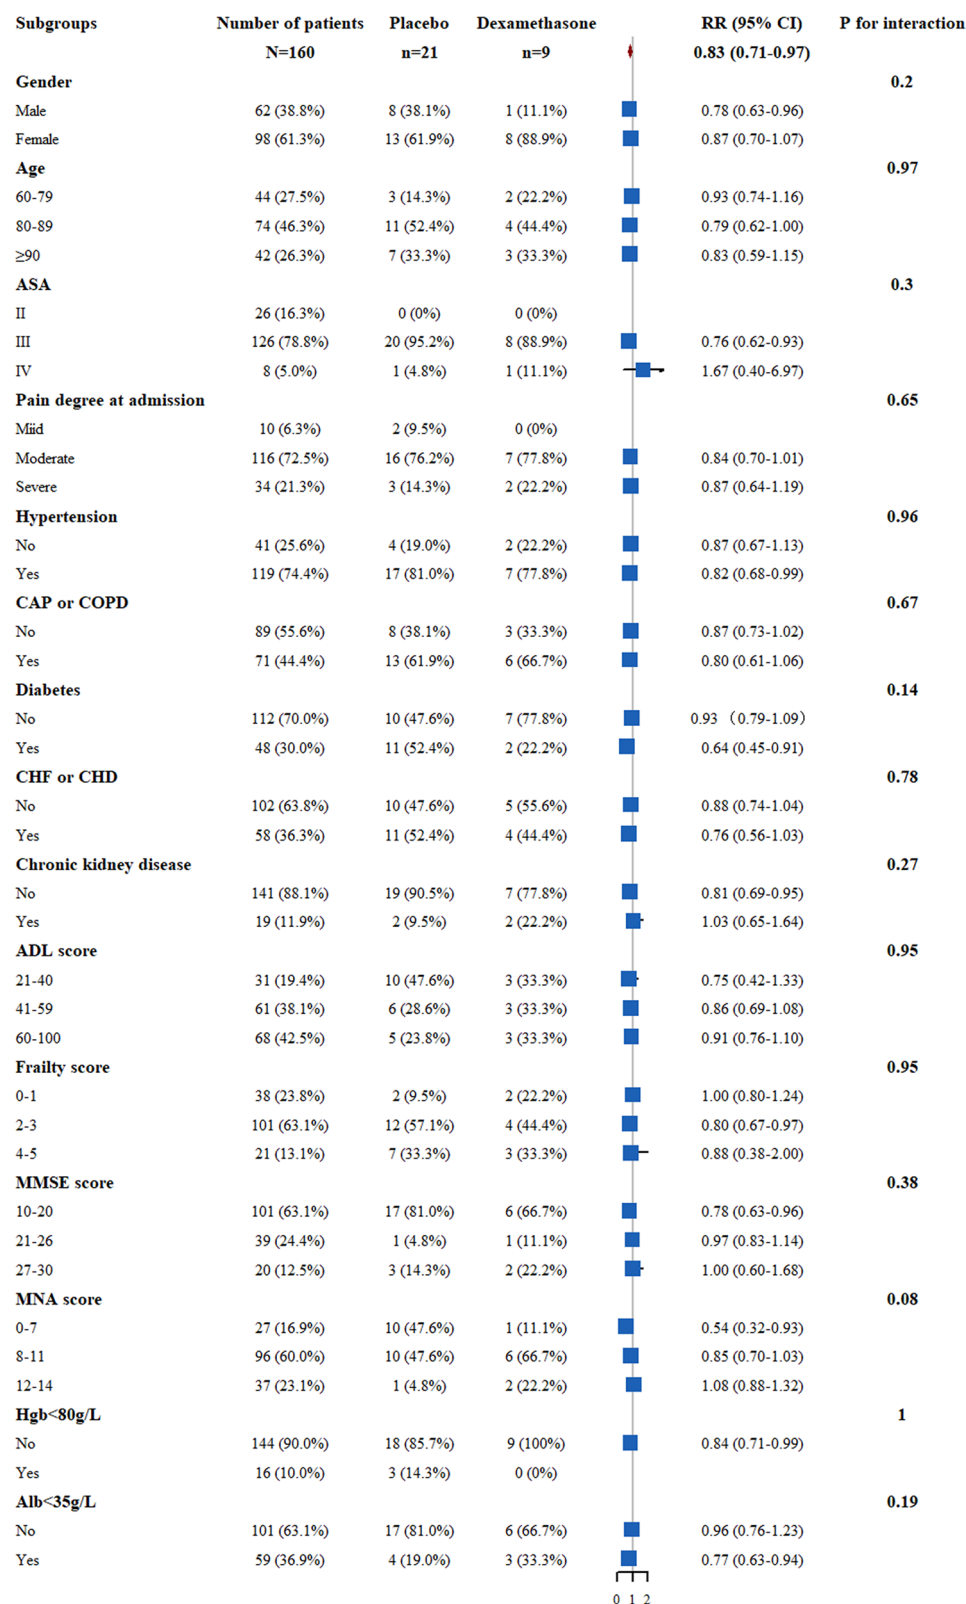 Subgroups Number of patients Placebo Dexamethasone RR (95% CI) P for interaction
N=160 n=21 n=9 0.83 (0.71-0.97)
Gender 0.2
Male 62 (38.8%) 8 (38.1%) 1 (11.1%) 0.78 (0.63-0.96)
Female 98 (61.3%) 13 (61.9%) 8 (88.9%) 0.87 (0.70-1.07)
Age 0.97
60-79 44 (27.5%) 3 (14.3%) 2 (22.2%) 0.93 (0.74-1.16)
80-89 74 (46.3%) 11 (52.4%) 4 (44.4%) 0.79 (0.62-1.00)
≥90 42 (26.3%) 7 (33.3%) 3 (33.3%) 0.83 (0.59-1.15)
ASA 0.3
II 26 (16.3%) 0 (0%) 0 (0%)
III 126 (78.8%) 20 (95.2%) 8 (88.9%) 0.76 (0.62-0.93)
IV 8 (5.0%) 1 (4.8%) 1 (11.1%) 1.67 (0.40-6.97)
Pain degree at admission 0.65
Miid 10 (6.3%) 2 (9.5%) 0 (0%)
Moderate 116 (72.5%) 16 (76.2%) 7 (77.8%) 0.84 (0.70-1.01)
Severe 34 (21.3%) 3 (14.3%) 2 (22.2%) 0.87 (0.64-1.19)
Hypertension 0.96
No 41 (25.6%) 4 (19.0%) 2 (22.2%) 0.87 (0.67-1.13)
Yes 119 (74.4%) 17 (81.0%) 7 (77.8%) 0.82 (0.68-0.99)
CAP or COPD 0.67
No 89 (55.6%) 8 (38.1%) 3 (33.3%) 0.87 (0.73-1.02)
Yes 71 (44.4%) 13 (61.9%) 6 (66.7%) 0.80 (0.61-1.06)
Diabetes 0.14
No 112 (70.0%) 10 (47.6%) 7 (77.8%) 0.93 （0.79-1.09）
Yes 48 (30.0%) 11 (52.4%) 2 (22.2%) 0.64 (0.45-0.91)
CHF or CHD 0.78
No 102 (63.8%) 10 (47.6%) 5 (55.6%) 0.88 (0.74-1.04)
Yes 58 (36.3%) 11 (52.4%) 4 (44.4%) 0.76 (0.56-1.03)
Chronic kidney disease 0.27
No 141 (88.1%) 19 (90.5%) 7 (77.8%) 0.81 (0.69-0.95)
Yes 19 (11.9%) 2 (9.5%) 2 (22.2%) 1.03 (0.65-1.64)
ADL score 0.95
21-40 31 (19.4%) 10 (47.6%) 3 (33.3%) 0.75 (0.42-1.33)
41-59 61 (38.1%) 6 (28.6%) 3 (33.3%) 0.86 (0.69-1.08)
60-100 68 (42.5%) 5 (23.8%) 3 (33.3%) 0.91 (0.76-1.10)
Frailty score 0.95
0-1 38 (23.8%) 2 (9.5%) 2 (22.2%) 1.00 (0.80-1.24)
2-3 101 (63.1%) 12 (57.1%) 4 (44.4%) 0.80 (0.67-0.97)
4-5 21 (13.1%) 7 (33.3%) 3 (33.3%) 0.88 (0.38-2.00)
MMSE score 0.38
10-20 101 (63.1%) 17 (81.0%) 6 (66.7%) 0.78 (0.63-0.96)
21-26 39 (24.4%) 1 (4.8%) 1 (11.1%) 0.97 (0.83-1.14)
27-30 20 (12.5%) 3 (14.3%) 2 (22.2%) 1.00 (0.60-1.68)
MNA score 0.08
0-7 27 (16.9%) 10 (47.6%) 1 (11.1%) 0.54 (0.32-0.93)
8-11 96 (60.0%) 10 (47.6%) 6 (66.7%) 0.85 (0.70-1.03)
12-14 37 (23.1%) 1 (4.8%) 2 (22.2%) 1.08 (0.88-1.32)
Hgb<80g/L 1
No 144 (90.0%) 18 (85.7%) 9 (100%) 0.84 (0.71-0.99)
Yes 16 (10.0%) 3 (14.3%) 0 (0%)
Alb<35g/L 0.19
No 101 (63.1%) 17 (81.0%) 6 (66.7%) 0.96 (0.76-1.23)
Yes 59 (36.9%) 4 (19.0%) 3 (33.3%) 0.77 (0.63-0.94)
0 1 2